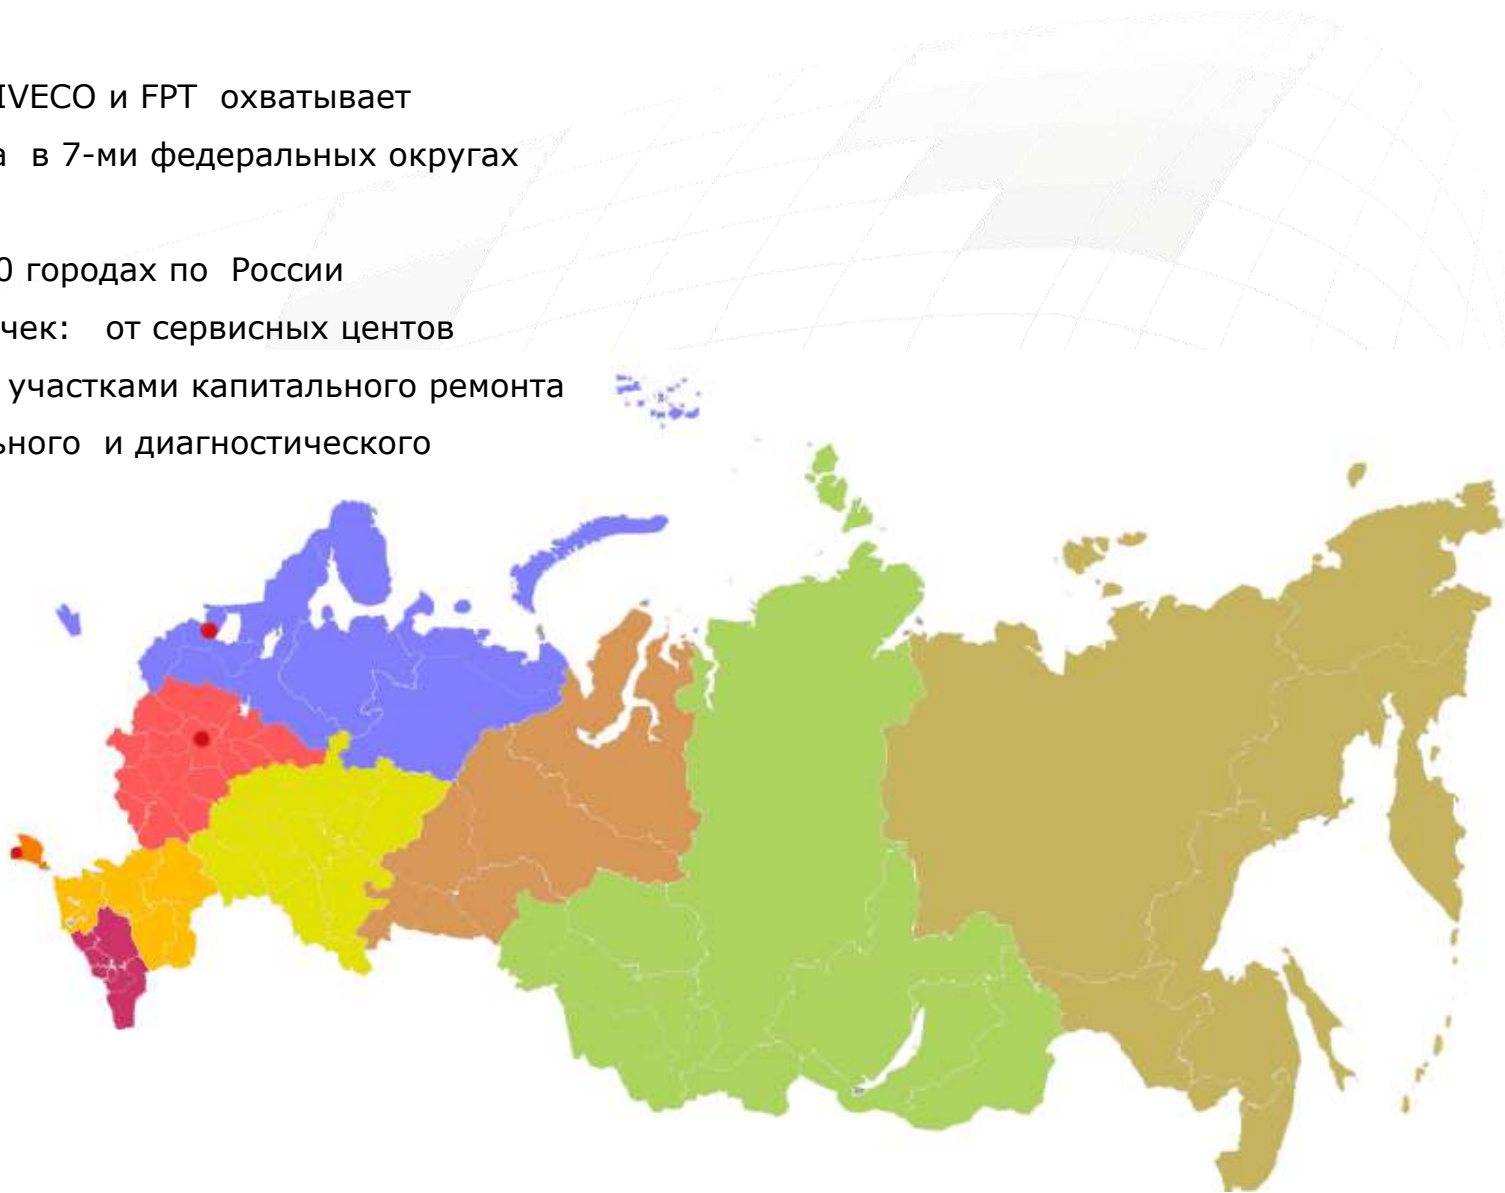 IVECO и FPT охватывает
а в 7-ми федеральных округах
0 городах по России
чек: от сервисных центов
участками капитального ремонта
ьного и диагностического